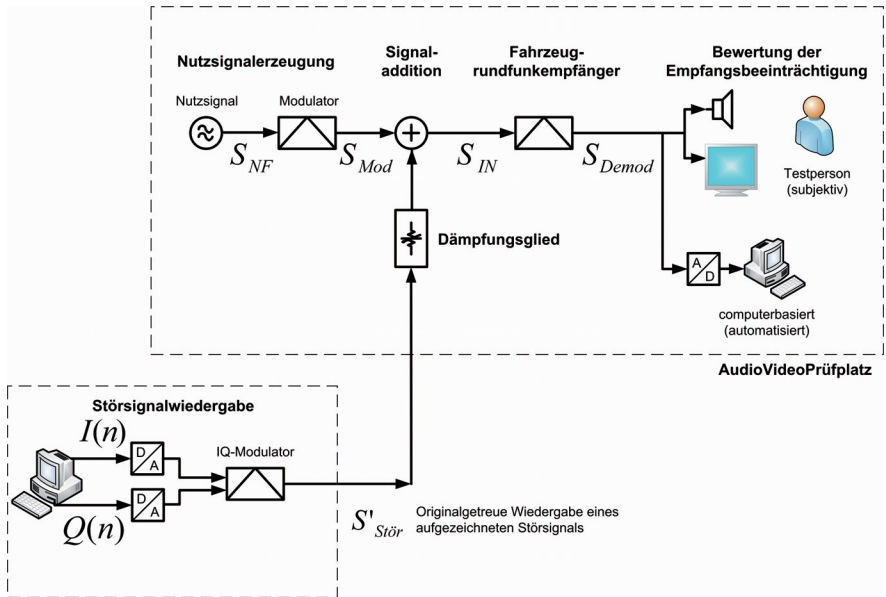 Nutzsignalerzeugung
Signal-
addition
Fahrzeug-
rundfunkempfänger
Bewertung der
Empfangsbeeinträchtigung
Nutzsignal
Modulator
S_NF
S_Mod
S_IN
S_Demod
Testperson
(subjektiv)
Dämpfungsglied
A
D
computerbasiert
(automatisiert)
AudioVideoPrüfplatz
Störsignalwiedergabe
I(n)
D
A
IQ-Modulator
D
A
Q(n)
S'_Stör
Originalgetreue Wiedergabe eines
aufgezeichneten Störsignals